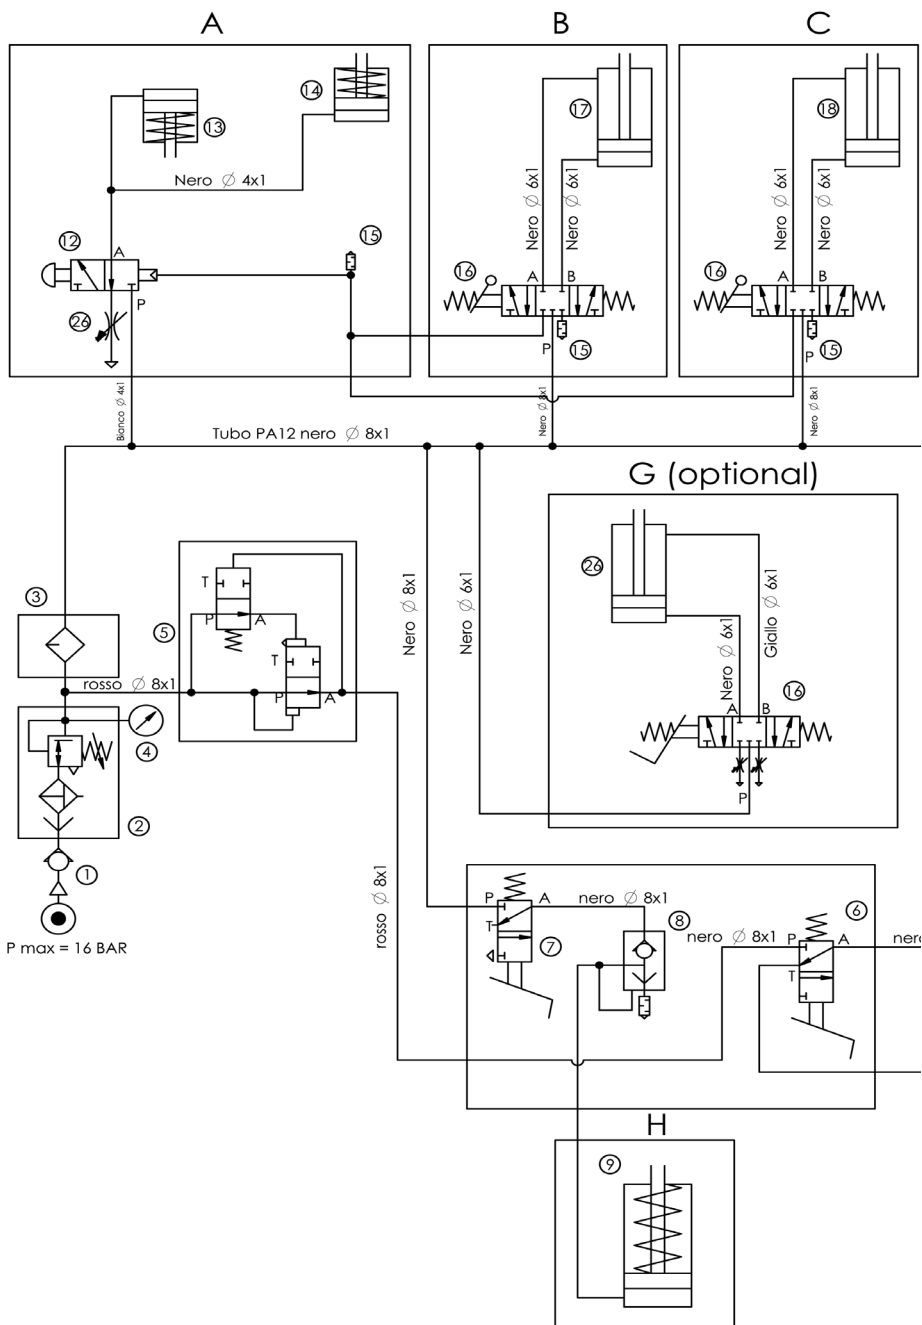 A
B
C
14
13
17
18
Nero Ø 4x1
Nero Ø 6x1
Nero Ø 6x1
Nero Ø 6x1
Nero Ø 6x1
12
A
15
16
A
B
16
A
B
P
26
P
15
P
15
Bianco Ø 4x1
Nero Ø 8x1
Nero Ø 8x1
Tubo PA12 nero Ø 8x1
G (optional)
26
T
3
5
P
A
Nero Ø 8x1
Nero Ø 6x1
Nero Ø 6x1
Giallo Ø 6x1
T
rosso Ø 8x1
P
A
A
B
16
4
P
2
1
rosso Ø 8x1
P
A
nero Ø 8x1
T
8
6
P max = 16 BAR
7
nero Ø 8x1
P
A
nero
T
H
9